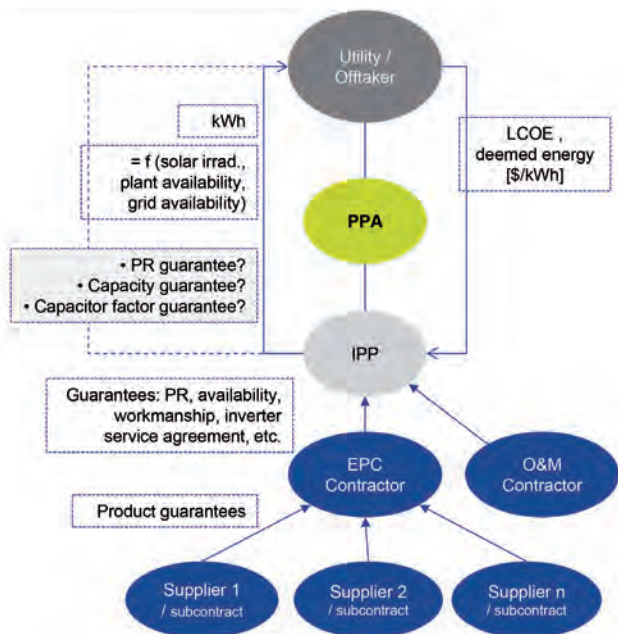 Utility /
Offtaker
kWh
= f (solar irrad.,
plant availability,
grid availability)
LCOE ,
deemed energy
[$/kWh]
PPA
• PR guarantee?
• Capacity guarantee?
• Capacitor factor guarantee?
IPP
Guarantees: PR, availability,
workmanship, inverter
service agreement, etc.
EPC
Contractor
O&M
Contractor
Product guarantees
Supplier 1
/ subcontract
Supplier 2
/ subcontract
Supplier n
/ subcontract